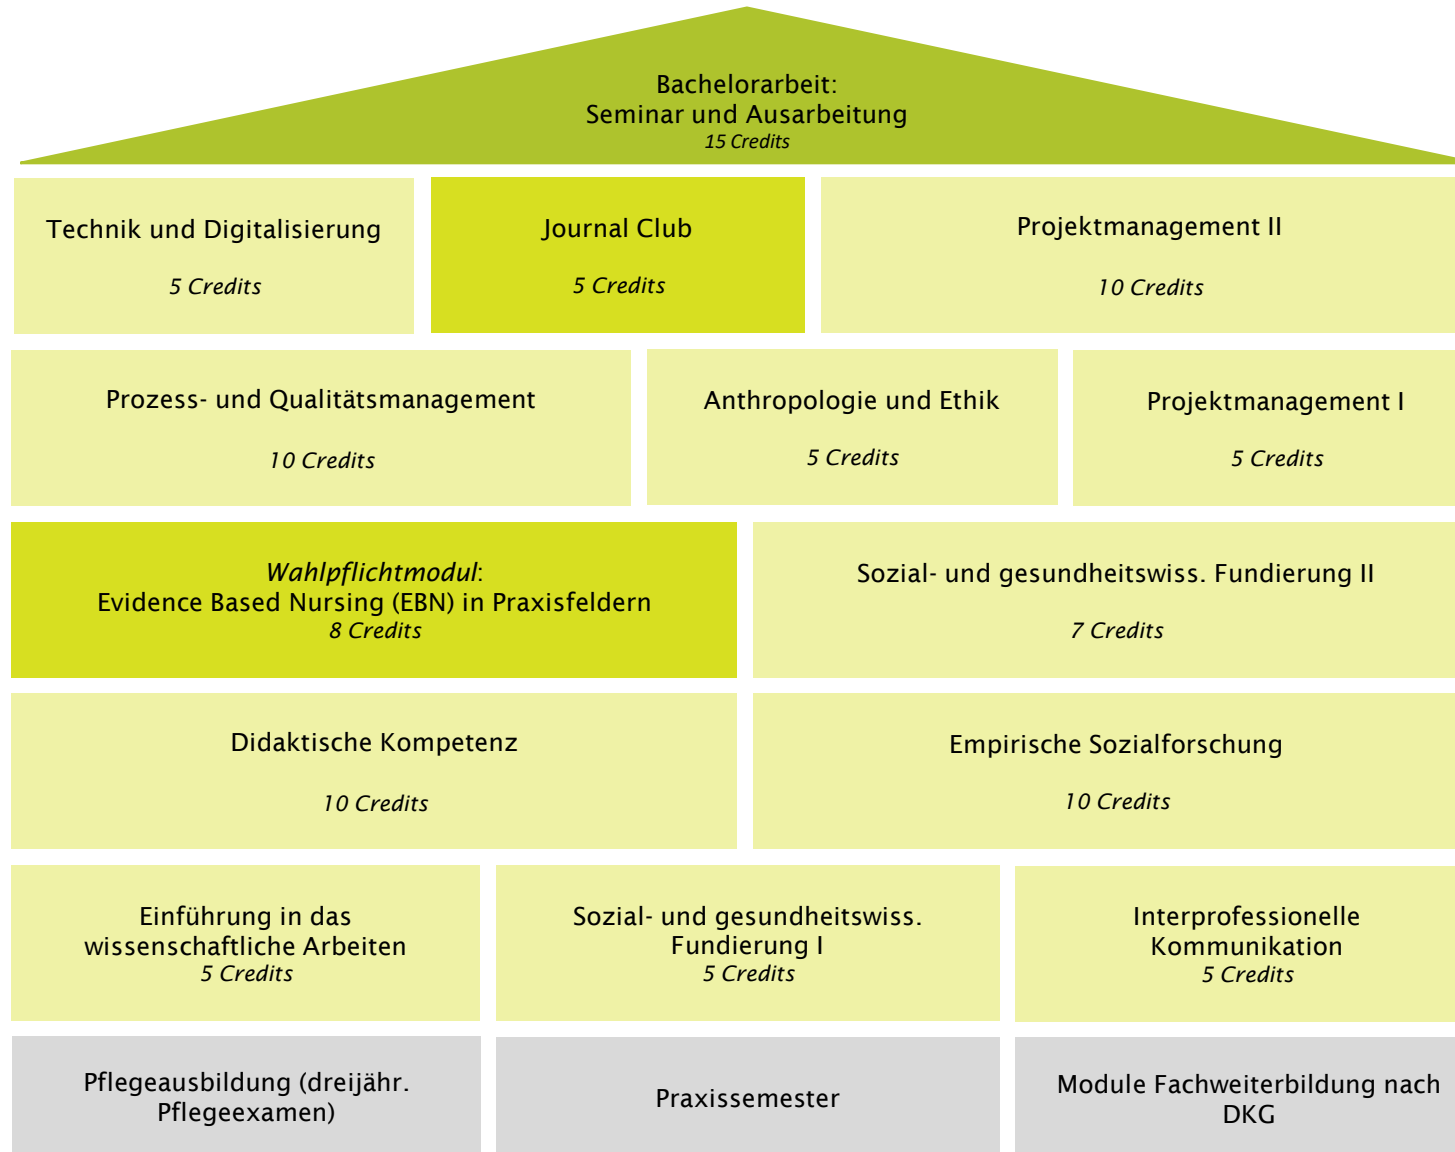 Bachelorarbeit:
Seminar und Ausarbeitung
15 Credits
Technik und Digitalisierung
5 Credits
Journal Club
5 Credits
Projektmanagement II
10 Credits
Prozess- und Qualitätsmanagement
10 Credits
Anthropologie und Ethik
5 Credits
Projektmanagement I
5 Credits
Wahlpflichtmodul:
Evidence Based Nursing (EBN) in Praxisfeldern
8 Credits
Sozial- und gesundheitswiss. Fundierung II
7 Credits
Didaktische Kompetenz
10 Credits
Empirische Sozialforschung
10 Credits
Einführung in das
wissenschaftliche Arbeiten
5 Credits
Sozial- und gesundheitswiss.
Fundierung I
5 Credits
Interprofessionelle
Kommunikation
5 Credits
Pflegeausbildung (dreijähr.
Pflegeexamen)
Praxissemester
Module Fachweiterbildung nach
DKG